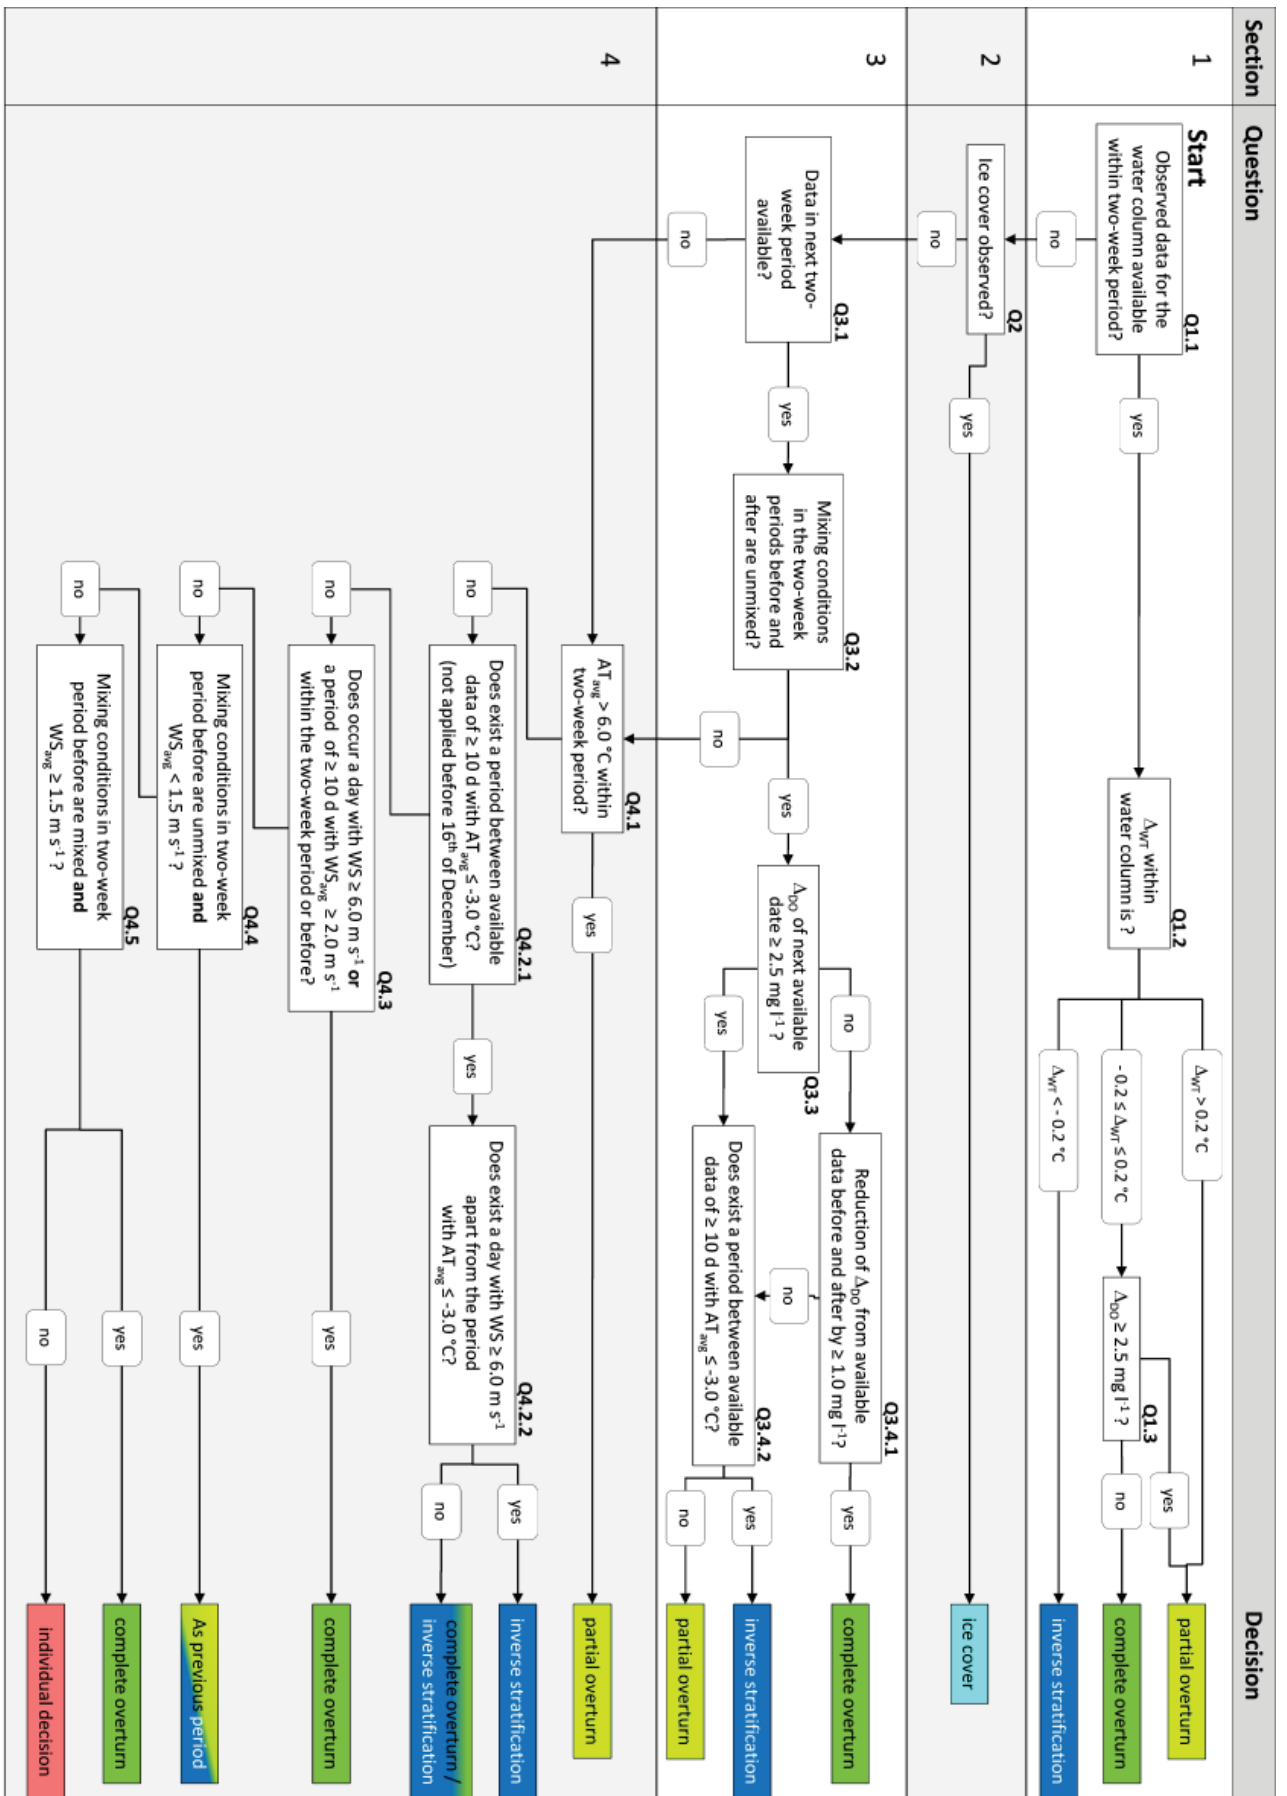 Section Question Decision
1
Start
Q1.1
Observed data for the
water column available
within two-week period?
no
yes
Q1.2
Δ_WT within
water column is ?
Δ_WT > 0.2 °C
- 0.2 ≤ Δ_WT ≤ 0.2 °C
Δ_WT < - 0.2 °C
Q1.3
Δ_DO ≥ 2.5 mg l⁻¹ ?
yes
no
partial overturn
complete overturn
inverse stratification
2
Q2
Ice cover observed?
no
yes
ice cover
3
Q3.1
Data in next two-
week period
available?
no
yes
Q3.2
Mixing conditions
in the two-week
periods before and
after are unmixed?
no
yes
Q3.3
Δ_DO of next available
date ≥ 2.5 mg l⁻¹ ?
no
yes
Q3.4.1
Reduction of Δ_DO from available
data before and after by ≥ 1.0 mg l⁻¹?
no
yes
complete overturn
Q3.4.2
Does exist a period between available
data of ≥ 10 d with AT_avg ≤ -3.0 °C?
yes
no
inverse stratification
partial overturn
4
Q4.1
AT_avg > 6.0 °C within
two-week period?
yes
partial overturn
no
Q4.2.1
Does exist a period between available
data of ≥ 10 d with AT_avg ≤ -3.0 °C?
(not applied before 16th of December)
yes
Q4.2.2
Does exist a day with WS ≥ 6.0 m s⁻¹
apart from the period
with AT_avg ≤ -3.0 °C?
yes
no
inverse stratification
complete overturn /
inverse stratification
no
Q4.3
Does occur a day with WS ≥ 6.0 m s⁻¹ or
a period of ≥ 10 d with WS_avg ≥ 2.0 m s⁻¹
within the two-week period or before?
yes
complete overturn
no
Q4.4
Mixing conditions in two-week
period before are unmixed and
WS_avg < 1.5 m s⁻¹ ?
yes
As previous period
no
Q4.5
Mixing conditions in two-week
period before are mixed and
WS_avg ≥ 1.5 m s⁻¹ ?
yes
no
complete overturn
individual decision